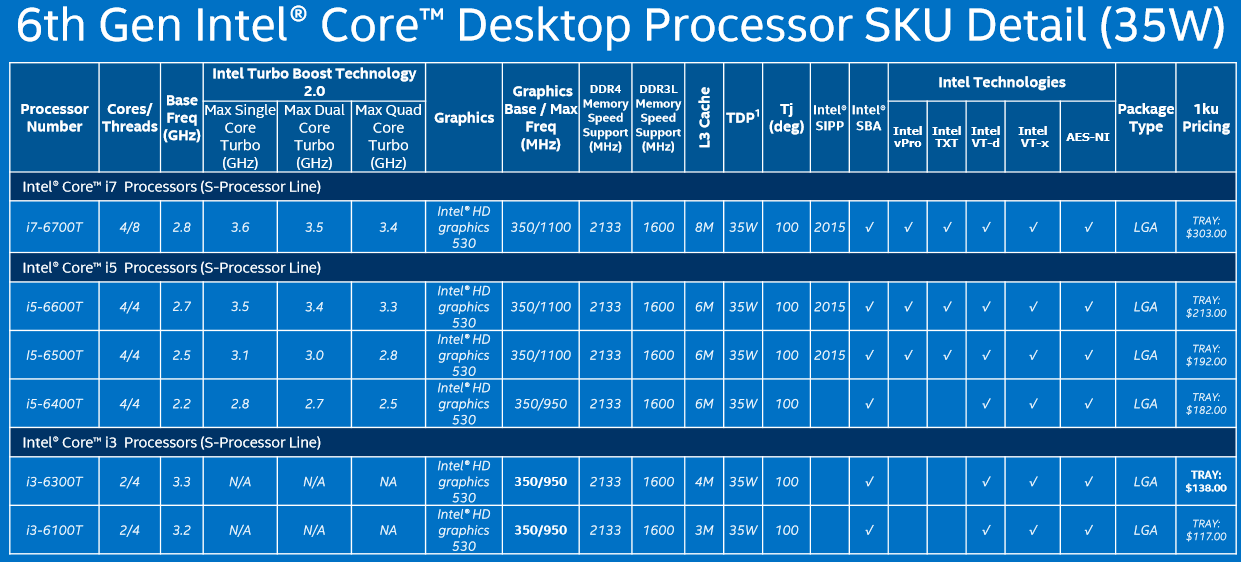 6th Gen Intel® Core™ Desktop Processor SKU Detail (35W)
Processor Number | Cores/ Threads | Base Freq (GHz) | Intel Turbo Boost Technology 2.0 | Graphics | Graphics Base / Max Freq (MHz) | DDR4 Memory Speed Support (MHz) | DDR3L Memory Speed Support (MHz) | L3 Cache | TDP¹ | Tj (deg) | Intel® SIPP | Intel® SBA | Intel Technologies | Package Type | 1ku Pricing
Max Single Core Turbo (GHz) | Max Dual Core Turbo (GHz) | Max Quad Core Turbo (GHz) | Intel vPro | Intel TXT | Intel VT-d | Intel VT-x | AES-NI
Intel® Core™ i7 Processors (S-Processor Line)
i7-6700T | 4/8 | 2.8 | 3.6 | 3.5 | 3.4 | Intel® HD graphics 530 | 350/1100 | 2133 | 1600 | 8M | 35W | 100 | 2015 | √ | √ | √ | √ | √ | √ | LGA | TRAY: $303.00
Intel® Core™ i5 Processors (S-Processor Line)
i5-6600T | 4/4 | 2.7 | 3.5 | 3.4 | 3.3 | Intel® HD graphics 530 | 350/1100 | 2133 | 1600 | 6M | 35W | 100 | 2015 | √ | √ | √ | √ | √ | √ | LGA | TRAY: $213.00
I5-6500T | 4/4 | 2.5 | 3.1 | 3.0 | 2.8 | Intel® HD graphics 530 | 350/1100 | 2133 | 1600 | 6M | 35W | 100 | 2015 | √ | √ | √ | √ | √ | √ | LGA | TRAY: $192.00
i5-6400T | 4/4 | 2.2 | 2.8 | 2.7 | 2.5 | Intel® HD graphics 530 | 350/950 | 2133 | 1600 | 6M | 35W | 100 | | √ | | | √ | √ | √ | LGA | TRAY: $182.00
Intel® Core™ i3 Processors (S-Processor Line)
i3-6300T | 2/4 | 3.3 | N/A | N/A | NA | Intel® HD graphics 530 | 350/950 | 2133 | 1600 | 4M | 35W | 100 | | √ | | | √ | √ | √ | LGA | TRAY: $138.00
i3-6100T | 2/4 | 3.2 | N/A | N/A | NA | Intel® HD graphics 530 | 350/950 | 2133 | 1600 | 3M | 35W | 100 | | √ | | | √ | √ | √ | LGA | TRAY: $117.00